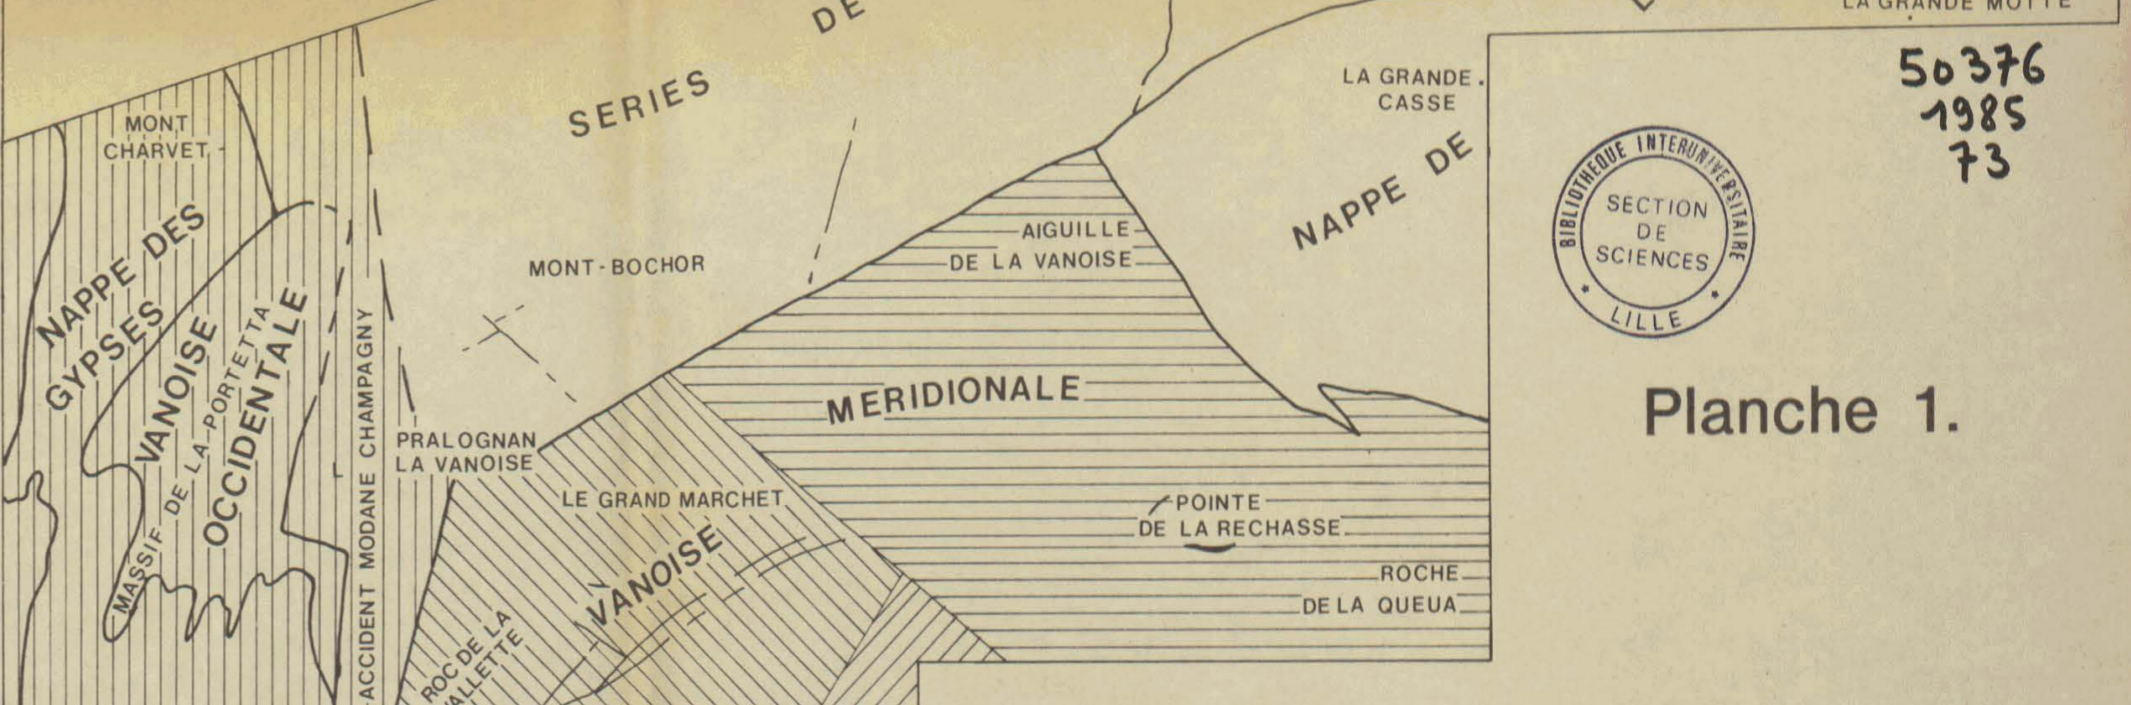 LA GRANDE MOTTE
DE
SERIES
LA GRANDE
CASSE
NAPPE DE
50376
1985
73
BIBLIOTHEQUE INTERUNIVERSITAIRE
SECTION
DE
SCIENCES
* LILLE *
Planche 1.
MONT
CHARVET
NAPPE DES
GYPSES
VANOISE
OCCIDENTALE
MASSIF DE LA PORTETTA
ACCIDENT MODANE CHAMPAGNY
MONT-BOCHOR
AIGUILLE
DE LA VANOISE
MERIDIONALE
PRALOGNAN
LA VANOISE
LE GRAND MARCHET
VANOISE
POINTE
DE LA RECHASSE
ROCHE
DE LA QUEUA
ROC DE LA